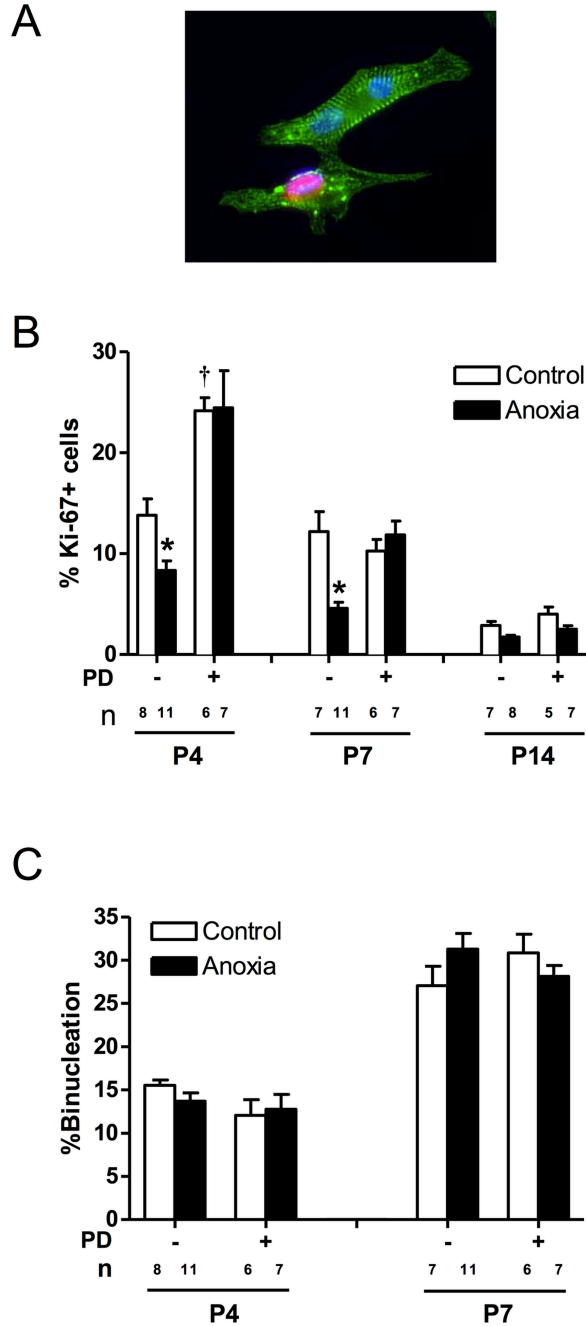 A
B
30
20
10
0
% Ki-67+ cells
†
*
*
Control
Anoxia
PD - + - + - +
n 8 11 6 7 7 11 6 7 7 8 5 7
P4 P7 P14
C
35
30
25
20
15
10
5
0
%Binucleation
Control
Anoxia
PD - + - +
n 8 11 6 7 7 11 6 7
P4 P7